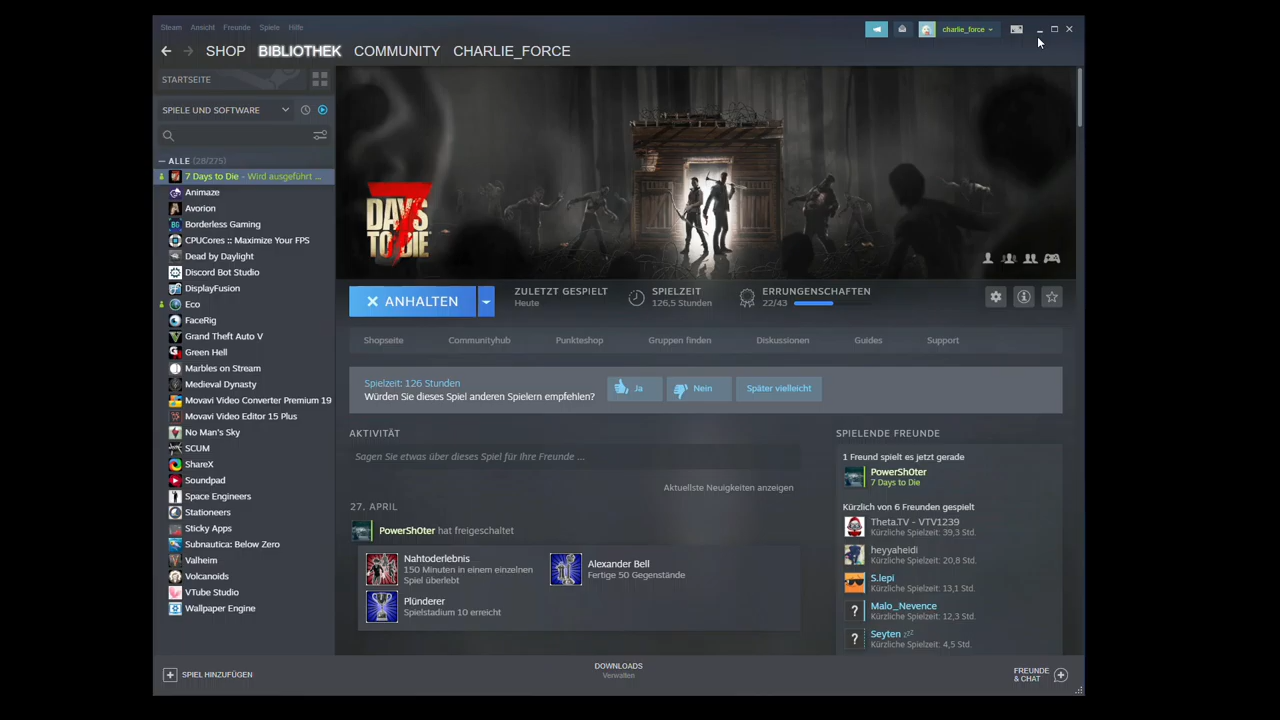 Steam Ansicht Freunde Spiele Hilfe
charlie_force
SHOP BIBLIOTHEK COMMUNITY CHARLIE_FORCE
STARTSEITE
SPIELE UND SOFTWARE
ALLE (28/275)
7 Days to Die - Wird ausgeführt ...
Animaze
Avorion
Borderless Gaming
CPUCores :: Maximize Your FPS
Dead by Daylight
Discord Bot Studio
DisplayFusion
Eco
FaceRig
Grand Theft Auto V
Green Hell
Marbles on Stream
Medieval Dynasty
Movavi Video Converter Premium 19
Movavi Video Editor 15 Plus
No Man's Sky
SCUM
ShareX
Soundpad
Space Engineers
Stationeers
Sticky Apps
Subnautica: Below Zero
Valheim
Volcanoids
VTube Studio
Wallpaper Engine
7
DAYS
TO DIE
ANHALTEN
ZULETZT GESPIELT
Heute
SPIELZEIT
126,5 Stunden
ERRUNGENSCHAFTEN
22/43
Shopseite Communityhub Punkteshop Gruppen finden Diskussionen Guides Support
Spielzeit: 126 Stunden
Würden Sie dieses Spiel anderen Spielern empfehlen?
Ja Nein Später vielleicht
AKTIVITÄT
Sagen Sie etwas über dieses Spiel für Ihre Freunde ...
Aktuellste Neuigkeiten anzeigen
27. APRIL
PowerSh0ter hat freigeschaltet
Nahtoderlebnis
150 Minuten in einem einzelnen
Spiel überlebt
Alexander Bell
Fertige 50 Gegenstände
Plünderer
Spielstadium 10 erreicht
SPIELENDE FREUNDE
1 Freund spielt es jetzt gerade
PowerSh0ter
7 Days to Die
Kürzlich von 6 Freunden gespielt
Theta.TV - VTV1239
Kürzliche Spielzeit: 39,3 Std.
heyyaheidi
Kürzliche Spielzeit: 20,8 Std.
S.lepi
Kürzliche Spielzeit: 13,1 Std.
Malo_Nevence
Kürzliche Spielzeit: 12,3 Std.
Seyten zzz
Kürzliche Spielzeit: 4,5 Std.
SPIEL HINZUFÜGEN
DOWNLOADS
Verwalten
FREUNDE
& CHAT